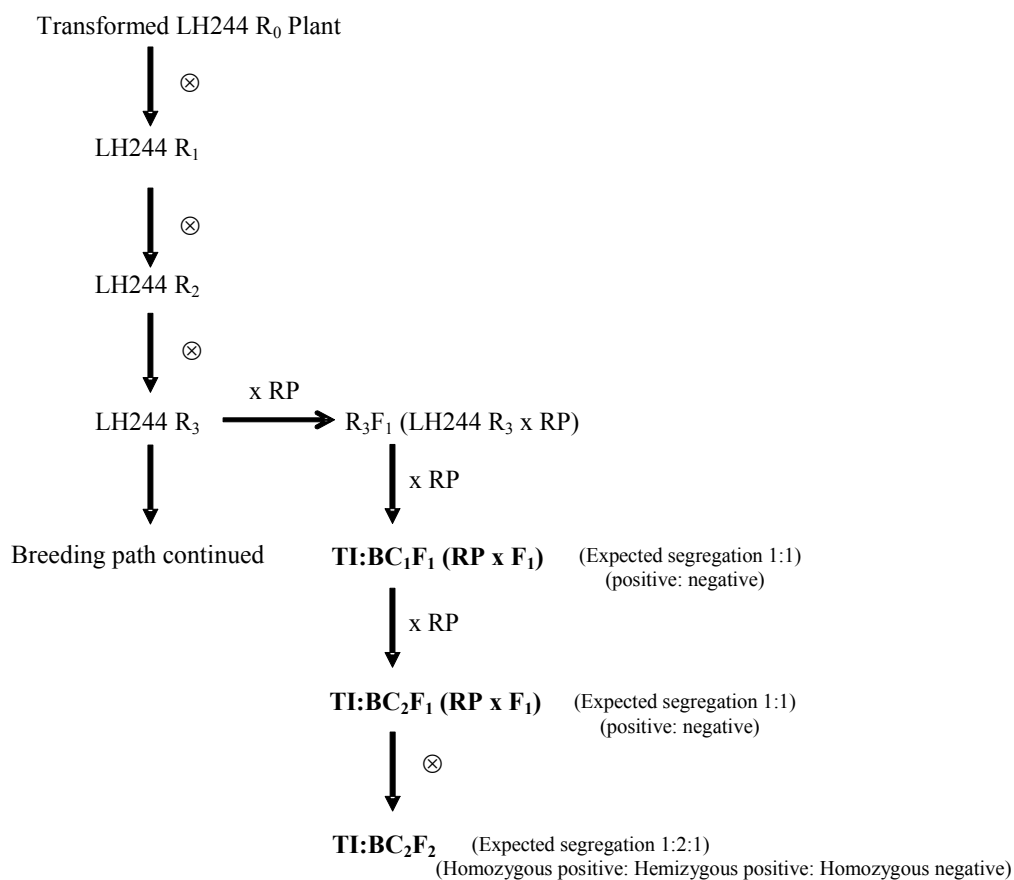 Transformed LH244 R₀ Plant
⊗
LH244 R₁
⊗
LH244 R₂
⊗
x RP
LH244 R₃
R₃F₁ (LH244 R₃ x RP)
x RP
Breeding path continued
TI:BC₁F₁ (RP x F₁)
(Expected segregation 1:1)
(positive: negative)
x RP
TI:BC₂F₁ (RP x F₁)
(Expected segregation 1:1)
(positive: negative)
⊗
TI:BC₂F₂
(Expected segregation 1:2:1)
(Homozygous positive: Hemizygous positive: Homozygous negative)